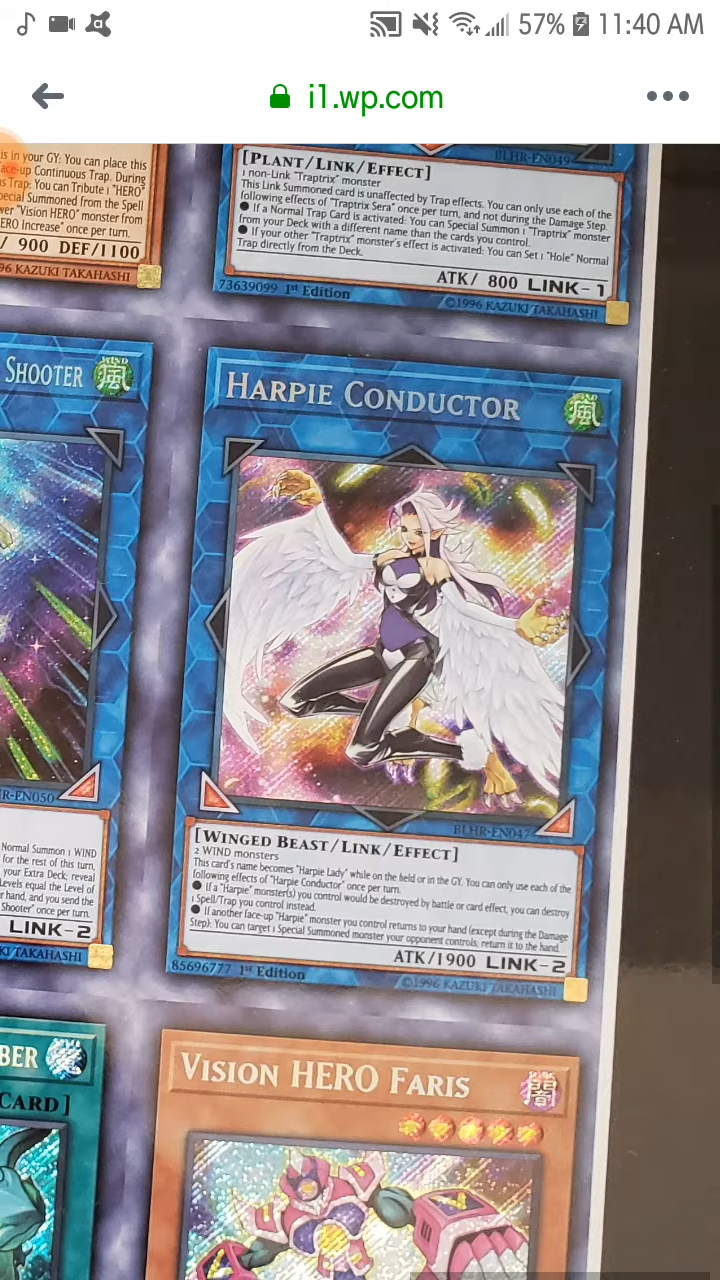 57% 11:40 AM
i1.wp.com
is in your GY: You can place this
face-up Continuous Trap. During
s Trap: You can Tribute 1 "HERO"
pecial Summoned from the Spell
wer "Vision HERO" monster from
ERO Increase" once per turn.
/ 900 DEF/1100
96 KAZUKI TAKAHASHI
BLHR-EN049
[PLANT/LINK/EFFECT]
1 non-Link "Traptrix" monster
This Link Summoned card is unaffected by Trap effects. You can only use each of the
following effects of "Traptrix Sera" once per turn, and not during the Damage Step.
● If a Normal Trap Card is activated: You can Special Summon 1 "Traptrix" monster
from your Deck with a different name than the cards you control.
● If your other "Traptrix" monster's effect is activated: You can Set 1 "Hole" Normal
Trap directly from the Deck.
ATK/ 800 LINK-1
73639099 1st Edition
©1996 KAZUKI TAKAHASHI
SHOOTER
WIND
風
R-EN050
Normal Summon 1 WIND
for the rest of this turn,
your Extra Deck; reveal
Levels equal the Level of
r hand, and you send the
Shooter" once per turn.
LINK-2
KI TAKAHASHI
HARPIE CONDUCTOR
WIND
風
BLHR-EN047
[WINGED BEAST/LINK/EFFECT]
2 WIND monsters
This card's name becomes "Harpie Lady" while on the field or in the GY. You can only use each of the
following effects of "Harpie Conductor" once per turn.
● If a "Harpie" monster(s) you control would be destroyed by battle or card effect, you can destroy
1 Spell/Trap you control instead.
● If another face-up "Harpie" monster you control returns to your hand (except during the Damage
Step): You can target 1 Special Summoned monster your opponent controls; return it to the hand.
ATK/1900 LINK-2
85696777 1st Edition
©1996 KAZUKI TAKAHASHI
BER
CARD]
VISION HERO FARIS
闇